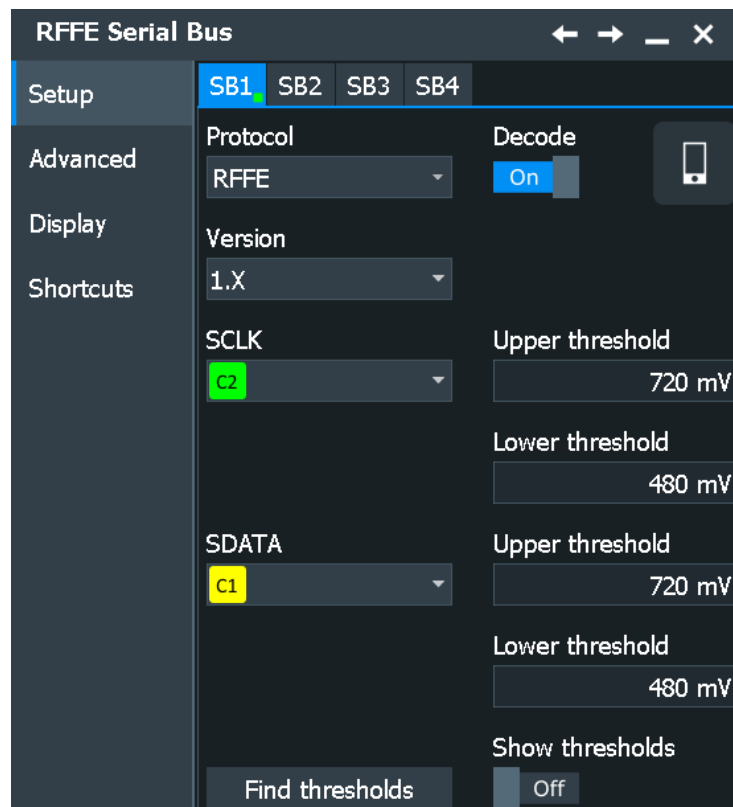 RFFE Serial Bus
Setup
Advanced
Display
Shortcuts
SB1 SB2 SB3 SB4
Protocol
RFFE
Decode
On
Version
1.X
SCLK
C2
Upper threshold
720 mV
Lower threshold
480 mV
SDATA
C1
Upper threshold
720 mV
Lower threshold
480 mV
Show thresholds
Find thresholds
Off